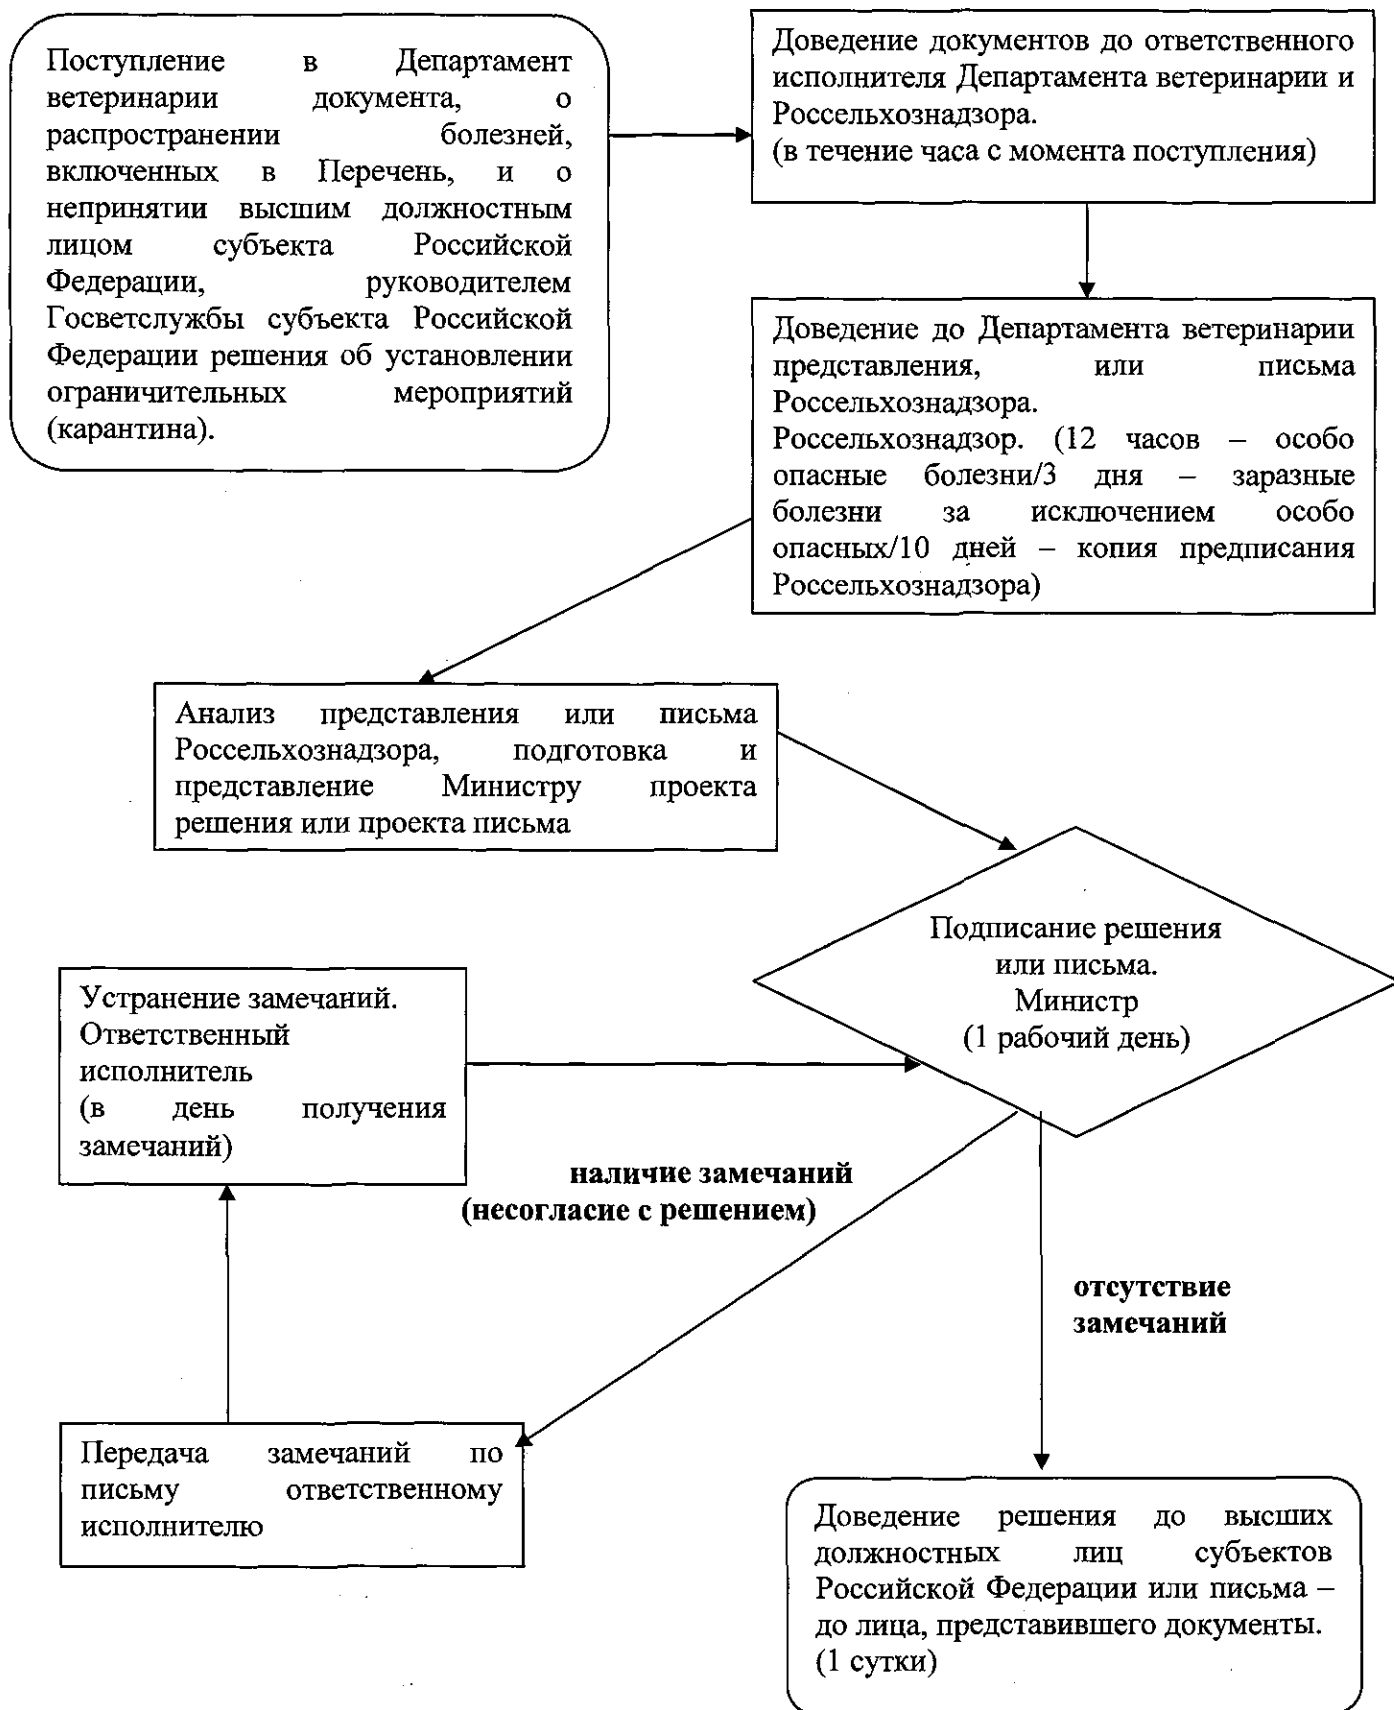 Поступление в Департамент
ветеринарии документа, о
распространении болезней,
включенных в Перечень, и о
непринятии высшим должностным
лицом субъекта Российской
Федерации, руководителем
Госветслужбы субъекта Российской
Федерации решения об установлении
ограничительных мероприятий
(карантина).
Доведение документов до ответственного
исполнителя Департамента ветеринарии и
Россельхознадзора.
(в течение часа с момента поступления)
Доведение до Департамента ветеринарии
представления, или письма
Россельхознадзора.
Россельхознадзор. (12 часов – особо
опасные болезни/3 дня – заразные
болезни за исключением особо
опасных/10 дней – копия предписания
Россельхознадзора)
Анализ представления или письма
Россельхознадзора, подготовка и
представление Министру проекта
решения или проекта письма
Подписание решения
или письма.
Министр
(1 рабочий день)
Устранение замечаний.
Ответственный
исполнитель
(в день получения
замечаний)
наличие замечаний
(несогласие с решением)
отсутствие
замечаний
Передача замечаний по
письму ответственному
исполнителю
Доведение решения до высших
должностных лиц субъектов
Российской Федерации или письма –
до лица, представившего документы.
(1 сутки)